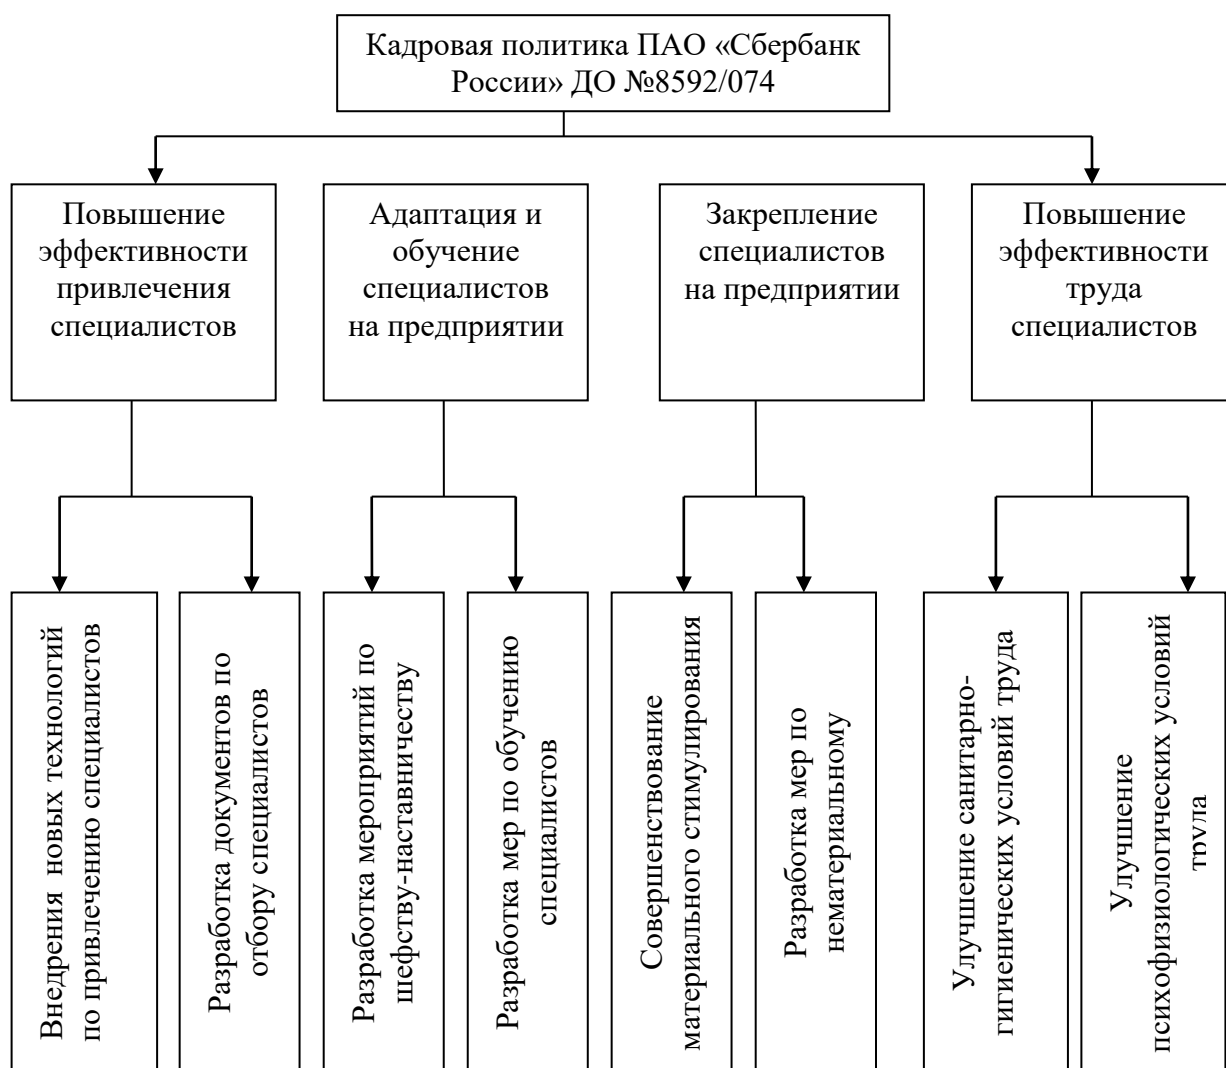 Кадровая политика ПАО «Сбербанк
России» ДО №8592/074
Повышение
эффективности
привлечения
специалистов
Адаптация и
обучение
специалистов
на предприятии
Закрепление
специалистов
на предприятии
Повышение
эффективности
труда
специалистов
Внедрения новых технологий
по привлечению специалистов
Разработка документов по
отбору специалистов
Разработка мероприятий по
шефству-наставничеству
Разработка мер по обучению
специалистов
Совершенствование
материального стимулирования
Разработка мер по
нематериальному
Улучшение санитарно-
гигиенических условий труда
Улучшение
психофизиологических условий
труда